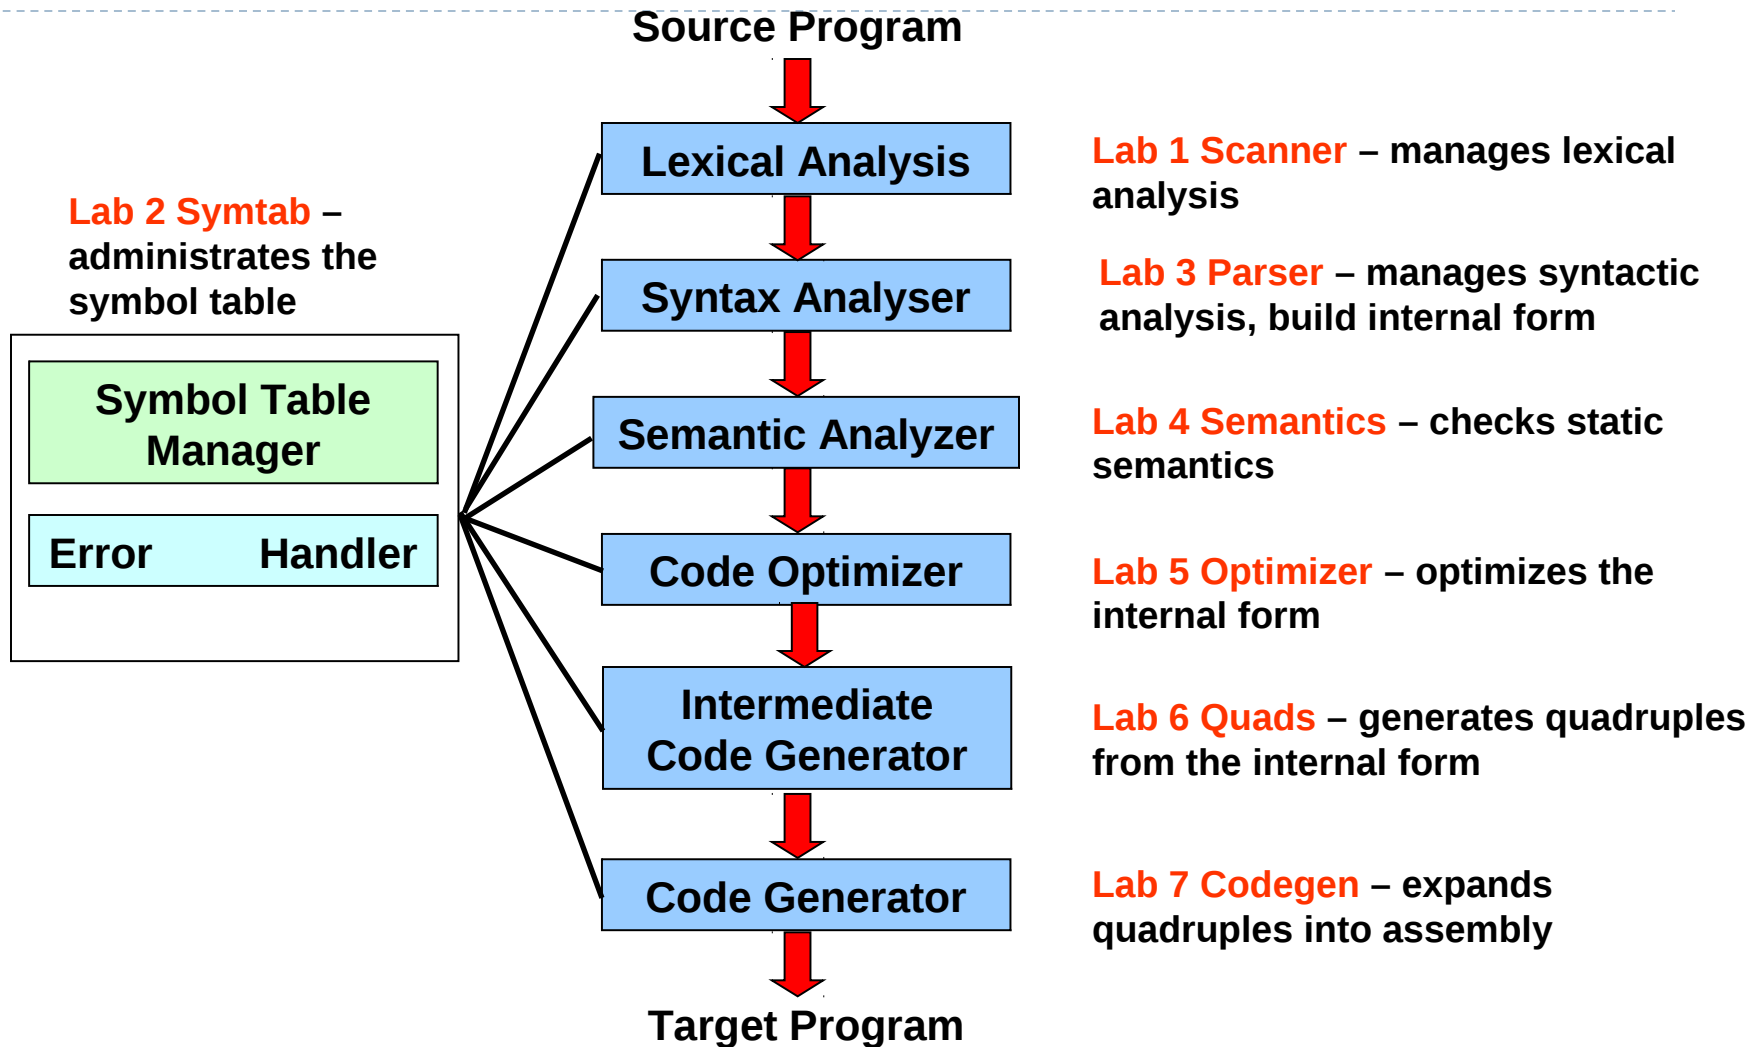 Source Program
Lexical Analysis
Lab 1 Scanner – manages lexical
analysis
Lab 2 Symtab –
administrates the
symbol table
Syntax Analyser
Lab 3 Parser – manages syntactic
analysis, build internal form
Symbol Table
Manager
Semantic Analyzer
Lab 4 Semantics – checks static
semantics
Error Handler
Code Optimizer
Lab 5 Optimizer – optimizes the
internal form
Intermediate
Code Generator
Lab 6 Quads – generates quadruples
from the internal form
Code Generator
Lab 7 Codegen – expands
quadruples into assembly
Target Program